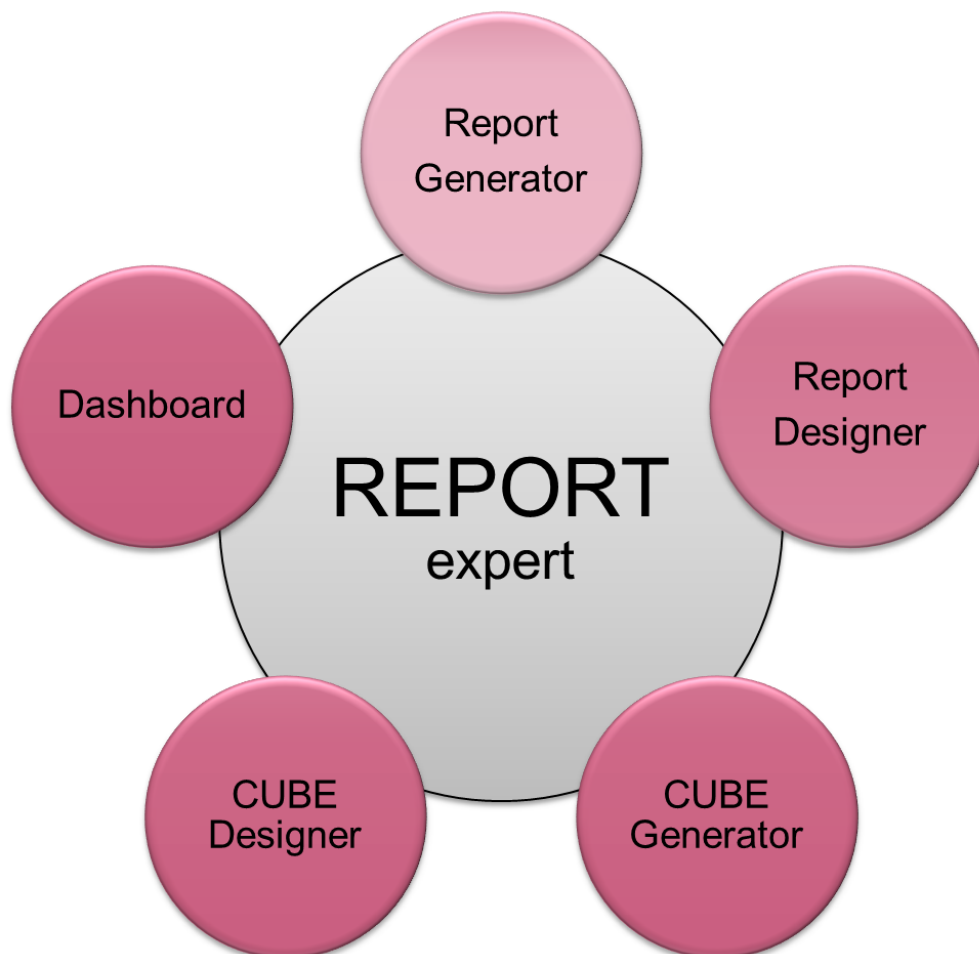 Report
Generator
Dashboard
Report
Designer
REPORT
expert
CUBE
Designer
CUBE
Generator